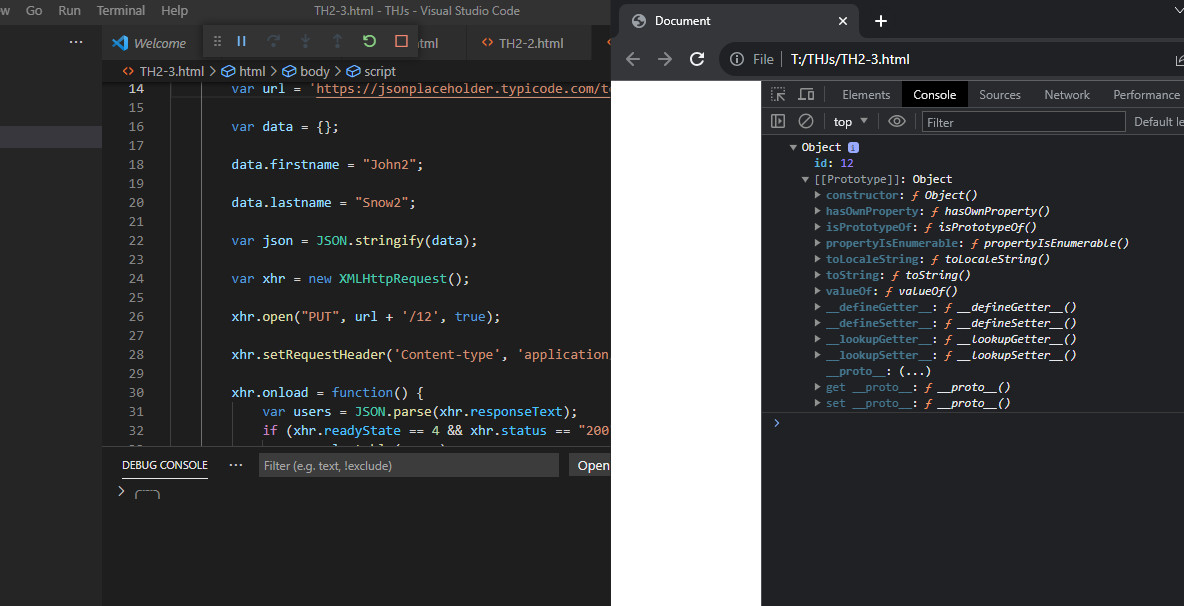 w Go Run Terminal Help TH2-3.html - THJs - Visual Studio Code
Welcome tml TH2-2.html
TH2-3.html > html > body > script
14 var url = 'https://jsonplaceholder.typicode.com/t
15
16 var data = {};
17
18 data.firstname = "John2";
19
20 data.lastname = "Snow2";
21
22 var json = JSON.stringify(data);
23
24 var xhr = new XMLHttpRequest();
25
26 xhr.open("PUT", url + '/12', true);
27
28 xhr.setRequestHeader('Content-type', 'application
29
30 xhr.onload = function() {
31 var users = JSON.parse(xhr.responseText);
32 if (xhr.readyState == 4 && xhr.status == "200
DEBUG CONSOLE ... Filter (e.g. text, !exclude) Open
>
Document
File T:/THJs/TH2-3.html
Elements Console Sources Network Performance
top Filter Default le
Object i
id: 12
[[Prototype]]: Object
constructor: ƒ Object()
hasOwnProperty: ƒ hasOwnProperty()
isPrototypeOf: ƒ isPrototypeOf()
propertyIsEnumerable: ƒ propertyIsEnumerable()
toLocaleString: ƒ toLocaleString()
toString: ƒ toString()
valueOf: ƒ valueOf()
__defineGetter__: ƒ __defineGetter__()
__defineSetter__: ƒ __defineSetter__()
__lookupGetter__: ƒ __lookupGetter__()
__lookupSetter__: ƒ __lookupSetter__()
__proto__: (...)
get __proto__: ƒ __proto__()
set __proto__: ƒ __proto__()
>